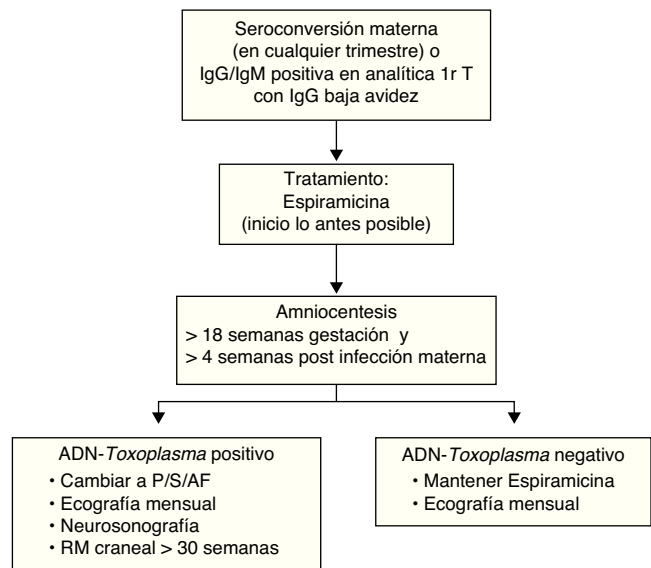 Seroconversión materna
(en cualquier trimestre) o
IgG/IgM positiva en analítica 1r T
con IgG baja avidez
Tratamiento:
Espiramicina
(inicio lo antes posible)
Amniocentesis
> 18 semanas gestación y
> 4 semanas post infección materna
ADN-Toxoplasma positivo
• Cambiar a P/S/AF
• Ecografía mensual
• Neurosonografía
• RM craneal > 30 semanas
ADN-Toxoplasma negativo
• Mantener Espiramicina
• Ecografía mensual